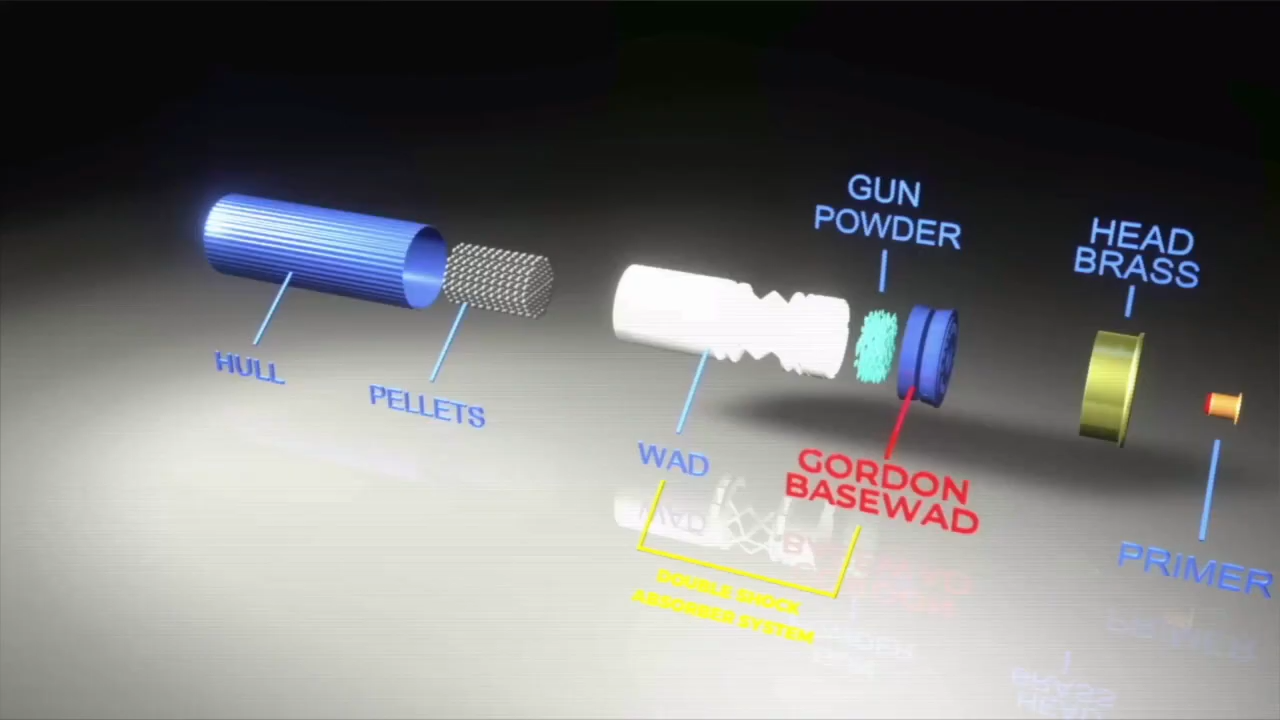 GUN
POWDER
HEAD
BRASS
HULL
PELLETS
WAD
GORDON
BASEWAD
PRIMER
DOUBLE SHOCK
ABSORBER SYSTEM